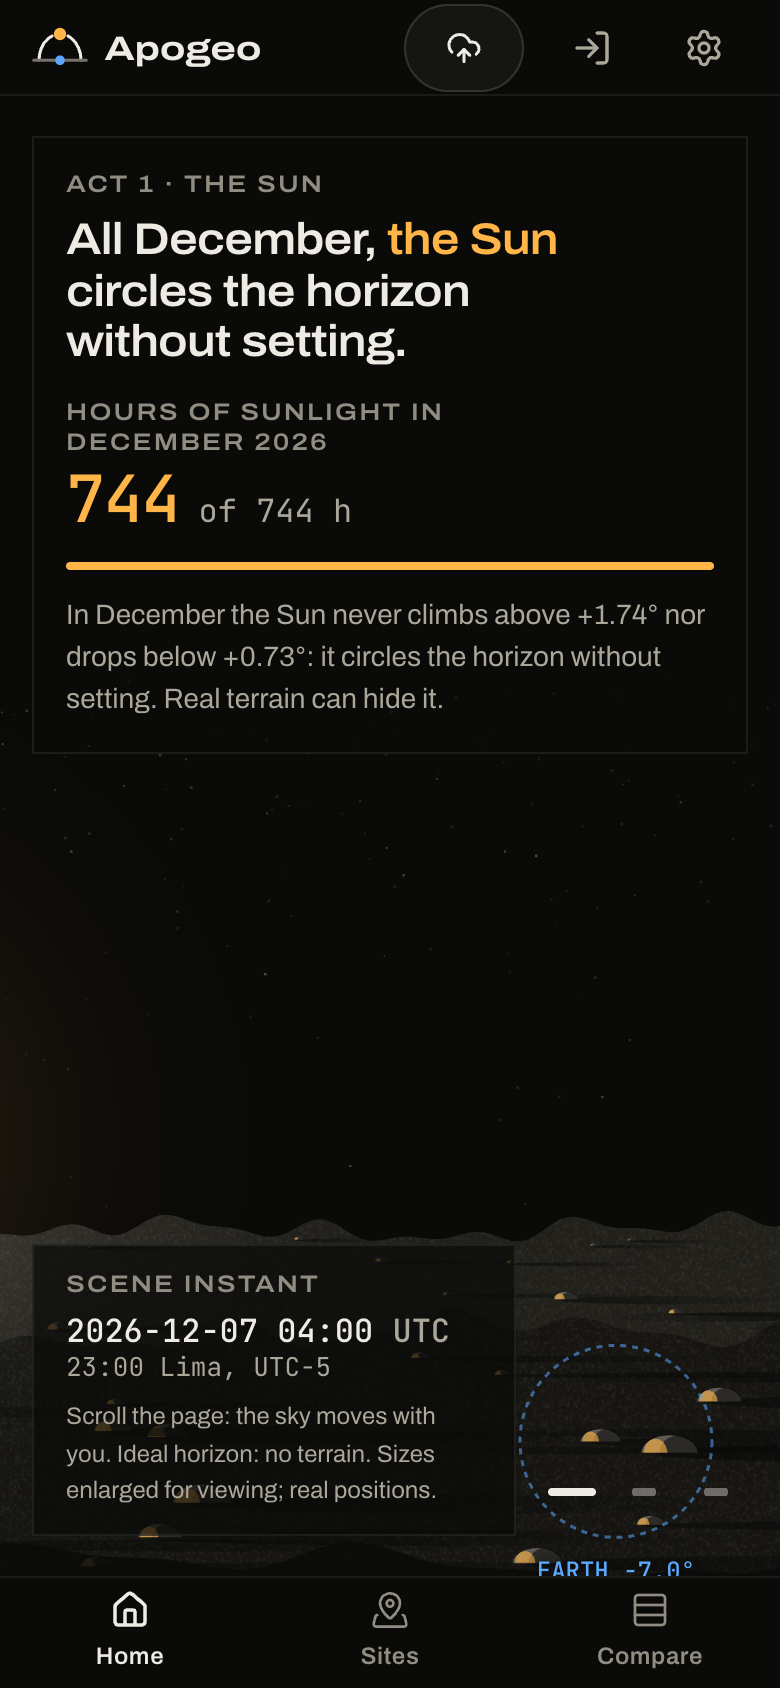 Apogeo
ACT 1 · THE SUN
All December, the Sun
circles the horizon
without setting.
HOURS OF SUNLIGHT IN
DECEMBER 2026
744 of 744 h
In December the Sun never climbs above +1.74° nor
drops below +0.73°: it circles the horizon without
setting. Real terrain can hide it.
SCENE INSTANT
2026-12-07 04:00 UTC
23:00 Lima, UTC-5
Scroll the page: the sky moves with
you. Ideal horizon: no terrain. Sizes
enlarged for viewing; real positions.
EARTH -7.0°
Home
Sites
Compare